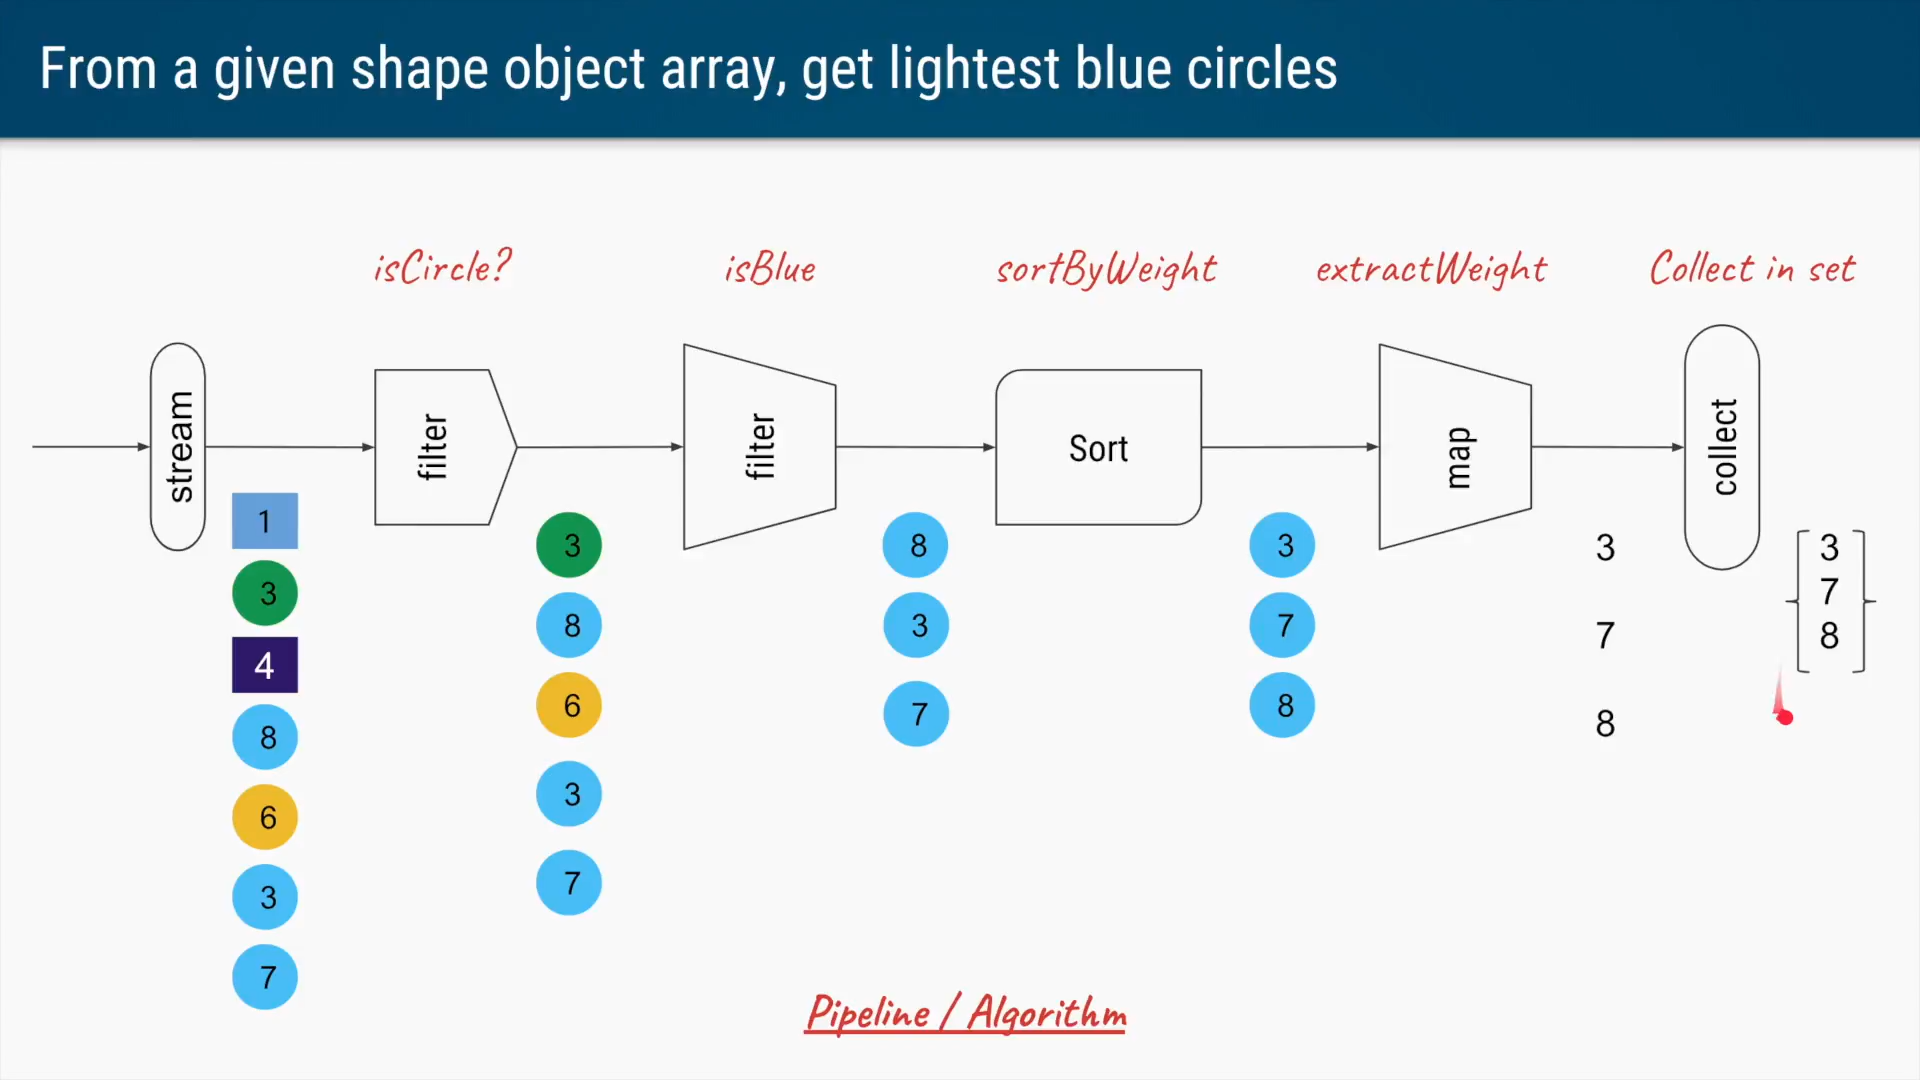 From a given shape object array, get lightest blue circles
isCircle?
isBlue
sortByWeight
extractWeight
Collect in set
stream
filter
filter
Sort
map
collect
1
3
4
8
6
3
7
3
8
6
3
7
8
3
7
3
7
8
3
7
8
3
7
8
Pipeline / Algorithm